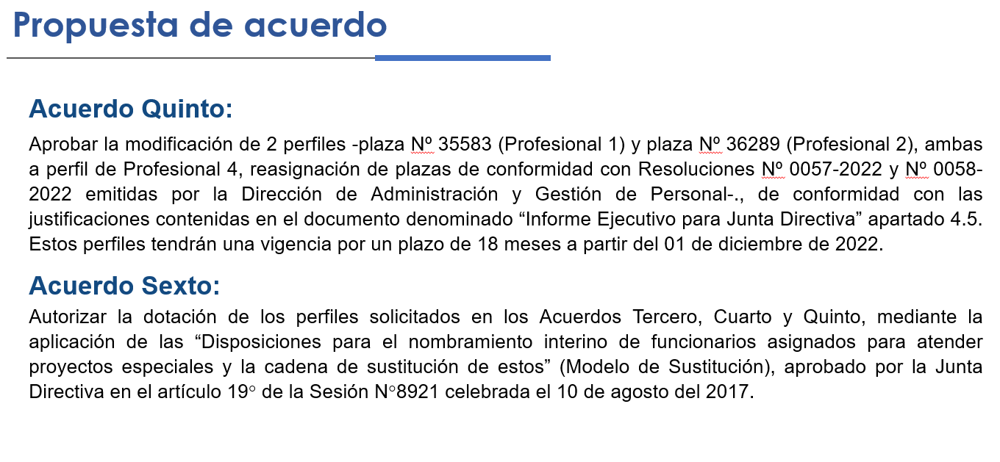 Propuesta de acuerdo
Acuerdo Quinto:
Aprobar la modificación de 2 perfiles -plaza Nº 35583 (Profesional 1) y plaza Nº 36289 (Profesional 2), ambas
a perfil de Profesional 4, reasignación de plazas de conformidad con Resoluciones Nº 0057-2022 y Nº 0058-
2022 emitidas por la Dirección de Administración y Gestión de Personal-., de conformidad con las
justificaciones contenidas en el documento denominado “Informe Ejecutivo para Junta Directiva” apartado 4.5.
Estos perfiles tendrán una vigencia por un plazo de 18 meses a partir del 01 de diciembre de 2022.
Acuerdo Sexto:
Autorizar la dotación de los perfiles solicitados en los Acuerdos Tercero, Cuarto y Quinto, mediante la
aplicación de las “Disposiciones para el nombramiento interino de funcionarios asignados para atender
proyectos especiales y la cadena de sustitución de estos” (Modelo de Sustitución), aprobado por la Junta
Directiva en el artículo 19° de la Sesión N°8921 celebrada el 10 de agosto del 2017.